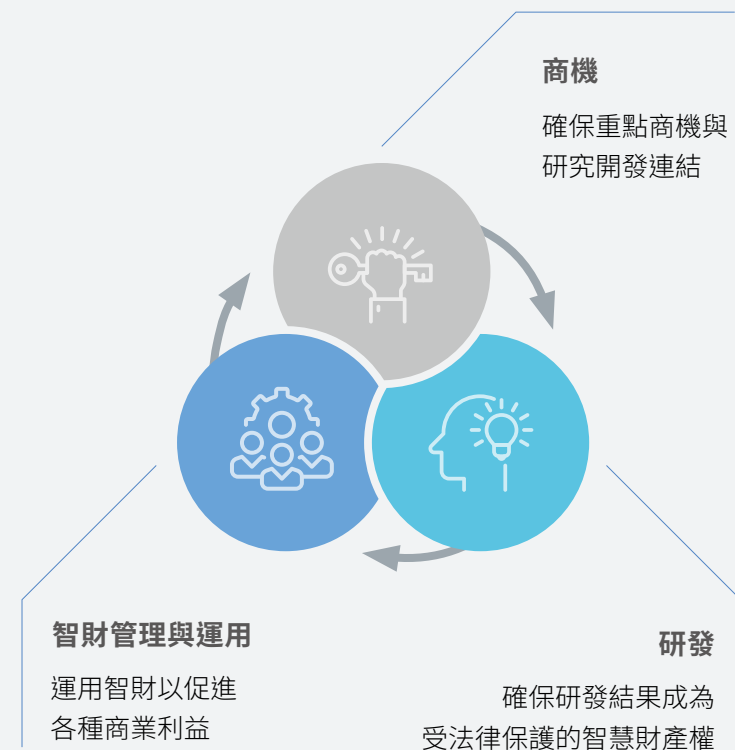 商機
確保重點商機與
研究開發連結
智財管理與運用
運用智財以促進
各種商業利益
研發
確保研發結果成為
受法律保護的智慧財產權